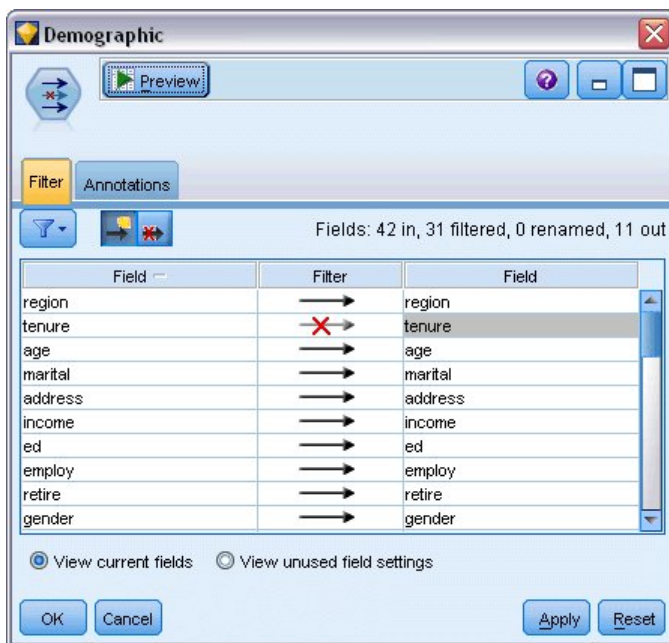 Demographic
Preview
Filter Annotations
Fields: 42 in, 31 filtered, 0 renamed, 11 out
Field Filter Field
region region
tenure tenure
age age
marital marital
address address
income income
ed ed
employ employ
retire retire
gender gender
View current fields View unused field settings
OK Cancel Apply Reset